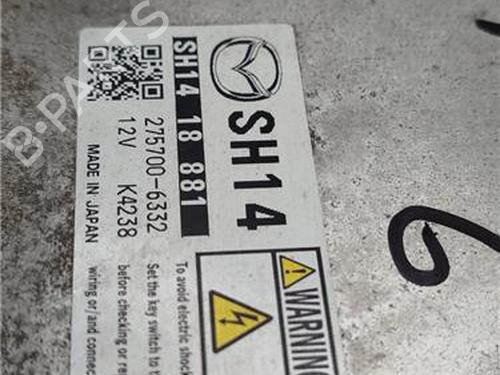 SH14
SH14 18 881
275700-6332
12V K4238
MADE IN JAPAN
WARNING
To avoid electric shock
Set the key switch to
before checking or
wiring or/and
6
B-PARTS